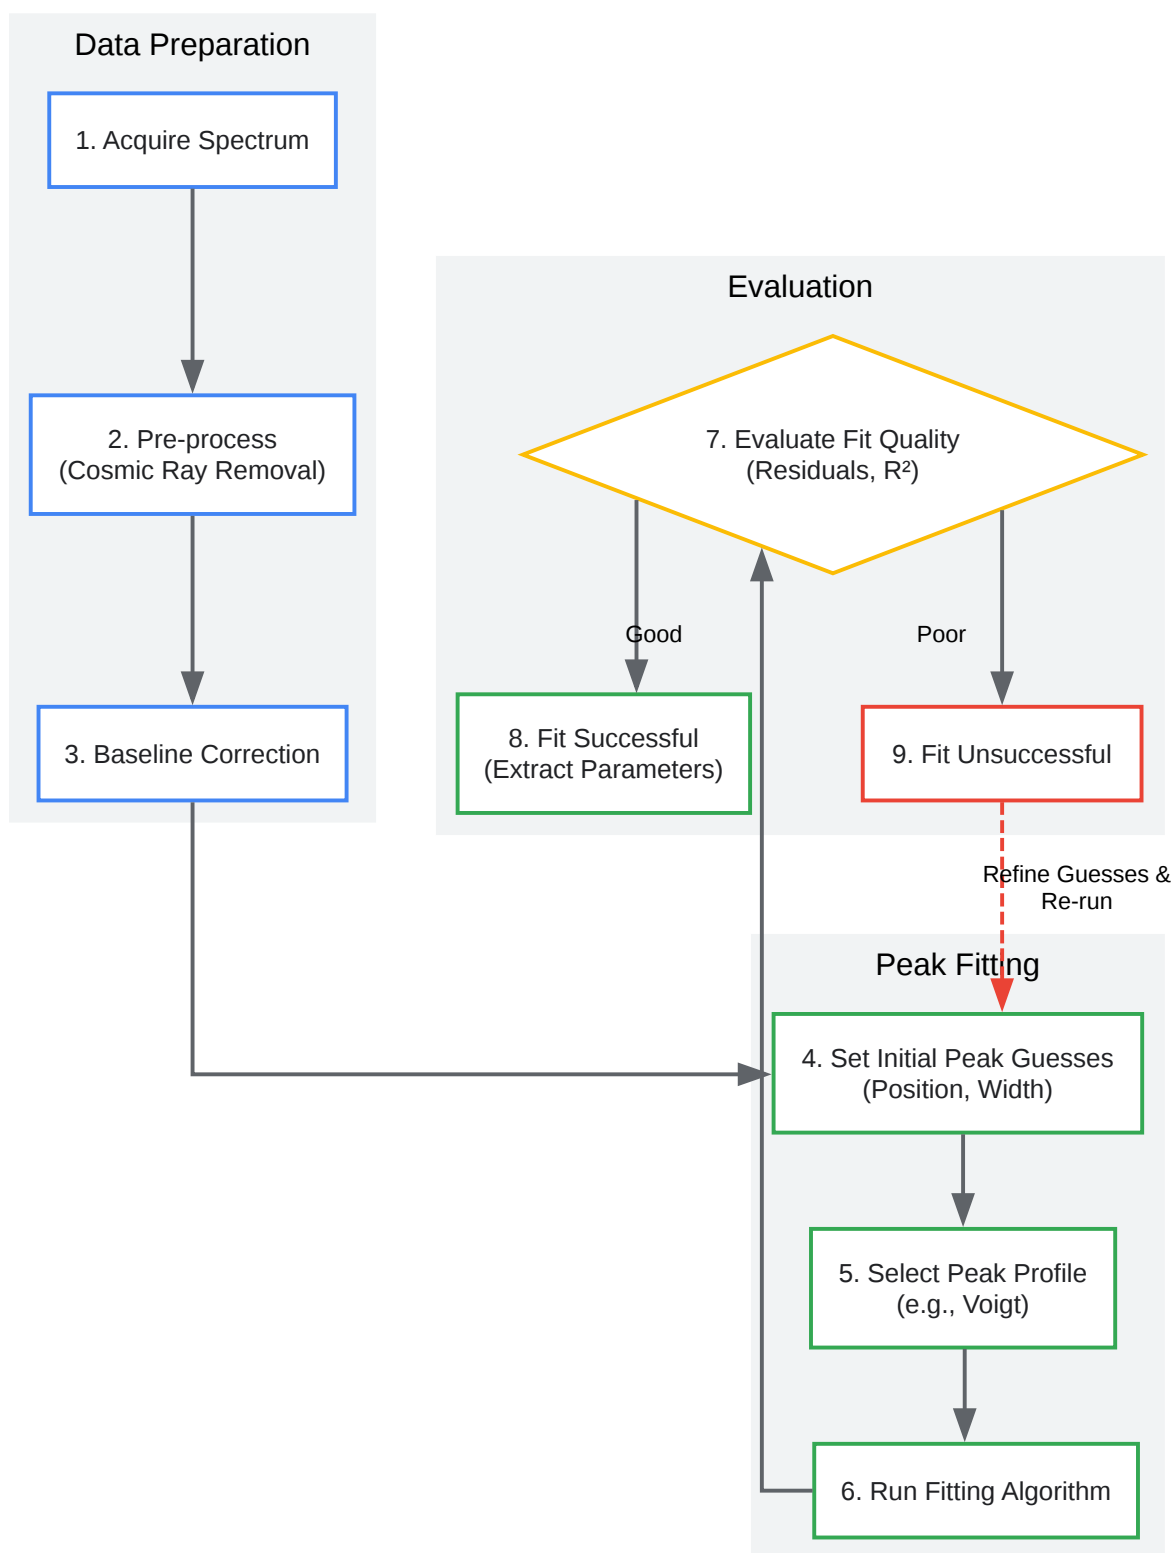 Data Preparation
1. Acquire Spectrum
2. Pre-process
(Cosmic Ray Removal)
3. Baseline Correction
Evaluation
7. Evaluate Fit Quality
(Residuals, R²)
Good
Poor
8. Fit Successful
(Extract Parameters)
9. Fit Unsuccessful
Refine Guesses &
Re-run
Peak Fitting
4. Set Initial Peak Guesses
(Position, Width)
5. Select Peak Profile
(e.g., Voigt)
6. Run Fitting Algorithm